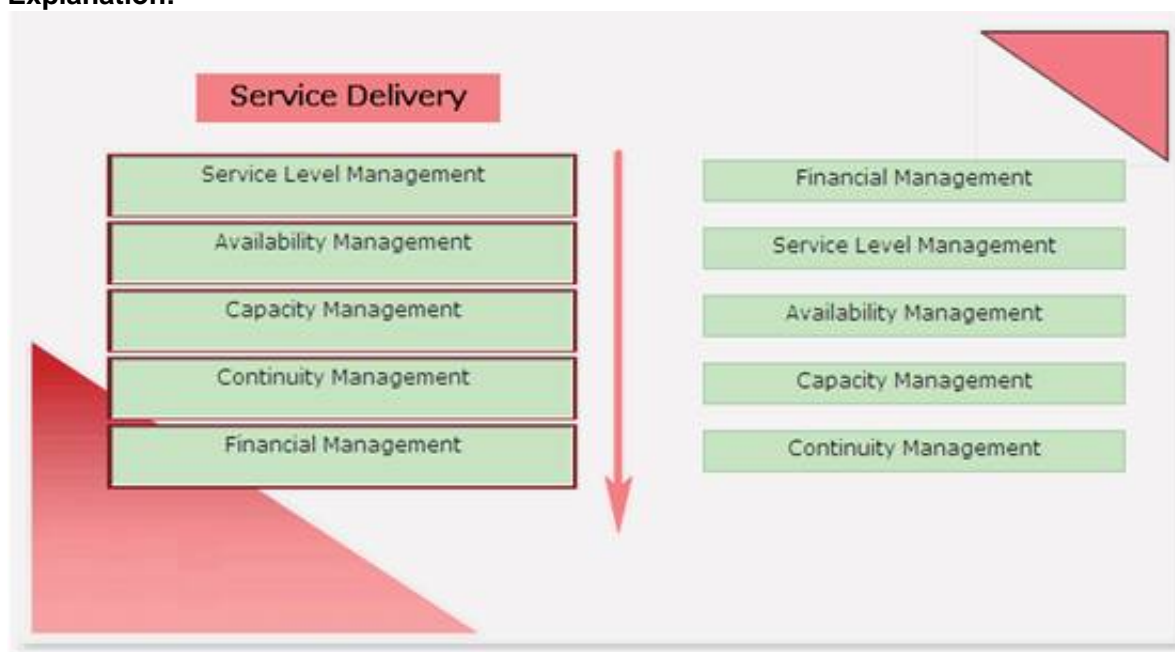 Explanation:
Service Delivery
Service Level Management
Availability Management
Capacity Management
Continuity Management
Financial Management
Financial Management
Service Level Management
Availability Management
Capacity Management
Continuity Management